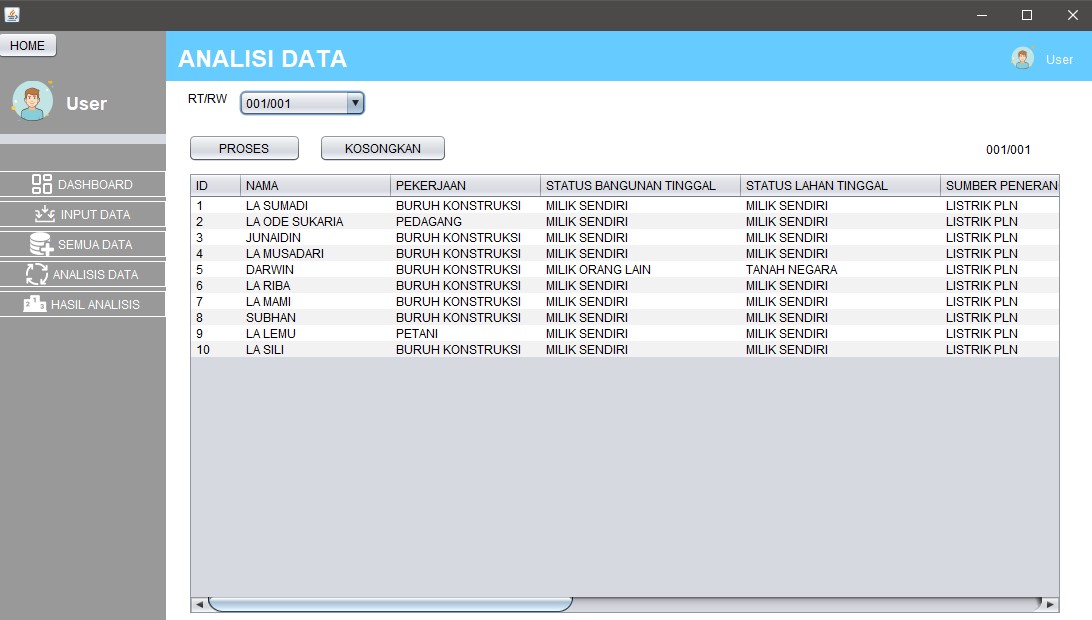 HOME
ANALISI DATA
User
User
RT/RW 001/001
PROSES KOSONGKAN 001/001
DASHBOARD
INPUT DATA
SEMUA DATA
ANALISIS DATA
HASIL ANALISIS
ID NAMA PEKERJAAN STATUS BANGUNAN TINGGAL STATUS LAHAN TINGGAL SUMBER PENERAN
1 LA SUMADI BURUH KONSTRUKSI MILIK SENDIRI MILIK SENDIRI LISTRIK PLN
2 LA ODE SUKARIA PEDAGANG MILIK SENDIRI MILIK SENDIRI LISTRIK PLN
3 JUNAIDIN BURUH KONSTRUKSI MILIK SENDIRI MILIK SENDIRI LISTRIK PLN
4 LA MUSADARI BURUH KONSTRUKSI MILIK SENDIRI MILIK SENDIRI LISTRIK PLN
5 DARWIN BURUH KONSTRUKSI MILIK ORANG LAIN TANAH NEGARA LISTRIK PLN
6 LA RIBA BURUH KONSTRUKSI MILIK SENDIRI MILIK SENDIRI LISTRIK PLN
7 LA MAMI BURUH KONSTRUKSI MILIK SENDIRI MILIK SENDIRI LISTRIK PLN
8 SUBHAN BURUH KONSTRUKSI MILIK SENDIRI MILIK SENDIRI LISTRIK PLN
9 LA LEMU PETANI MILIK SENDIRI MILIK SENDIRI LISTRIK PLN
10 LA SILI BURUH KONSTRUKSI MILIK SENDIRI MILIK SENDIRI LISTRIK PLN